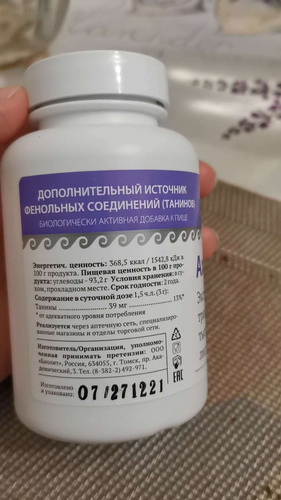 ДОПОЛНИТЕЛЬНЫЙ ИСТОЧНИК
ФЕНОЛЬНЫХ СОЕДИНЕНИЙ (ТАНИНОВ)
БИОЛОГИЧЕСКИ АКТИВНАЯ ДОБАВКА К ПИЩЕ
Энергетич. ценность: 368,5 ккал / 1542,8 кДж в
100 г продукта. Пищевая ценность в 100 г про-
дукта: углеводы - 93,2 г Условия хранения: в су-
хом, прохладном месте. Срок годности: 2 года.
Содержание в суточной дозе 1,5 ч.л. (3 г):
Танины 39 мг 13%*
* от адекватного уровня потребления
Реализуется через аптечную сеть, специализиро-
ванные магазины и отделы торговой сети.
Изготовитель/Организация, уполномо-
ченная принимать претензии: ООО
«Биолит», Россия, 634055, г. Томск, пр. Ака-
демический, 3. Тел. (8-382-2) 492-971.
Изготовлено
и упаковано:
07/271221
EAC